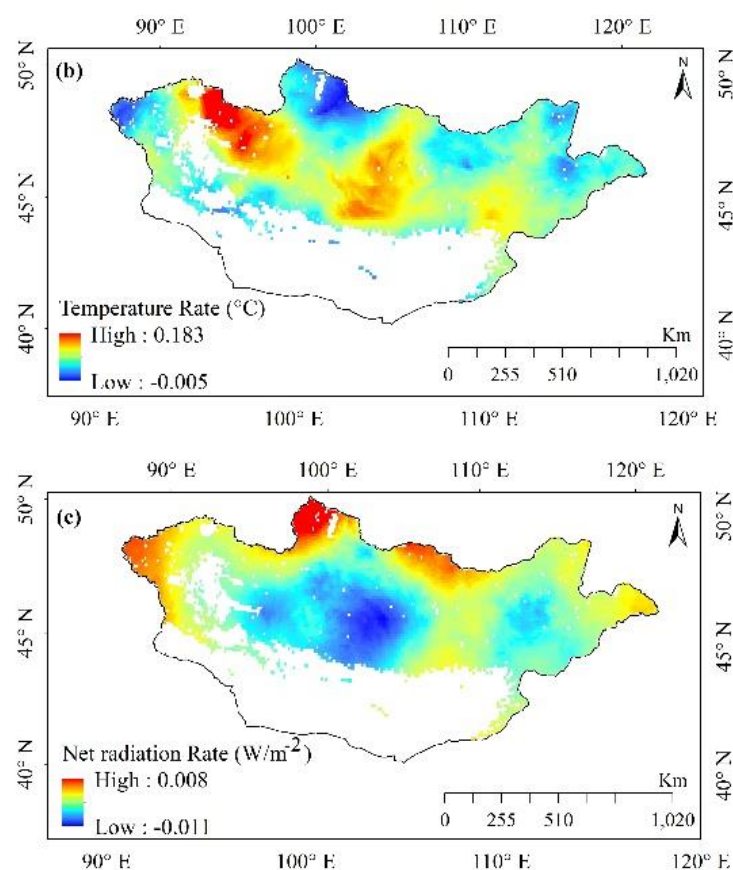 90° E 100° E 110° E 120° E
(b)
N
50° N 50° N
45° N 45° N
40° N 40° N
Temperature Rate (°C)
High : 0.183
Low : -0.005
Km
0 255 510 1,020
90° E 100° E 110° E 120° E
90° E 100° E 110° E 120° E
(c)
N
50° N 50° N
45° N 45° N
40° N 40° N
Net radiation Rate (W/m⁻²)
High : 0.008
Low : -0.011
Km
0 255 510 1,020
90° E 100° E 110° E 120° E